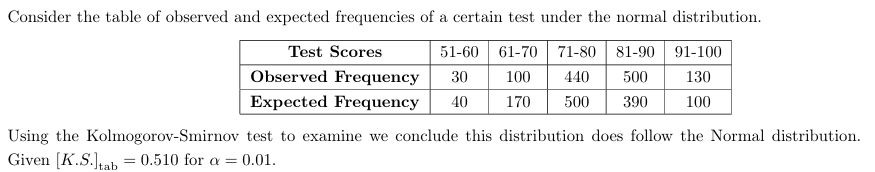 Consider the table of observed and expected frequencies of a certain test under the normal distribution.
Test Scores 51-60 61-70 71-80 81-90 91-100
Observed Frequency 30 100 440 500 130
Expected Frequency 40 170 500 390 100
Using the Kolmogorov-Smirnov test to examine we conclude this distribution does follow the Normal distribution.
Given [K.S.]tab = 0.510 for α = 0.01.